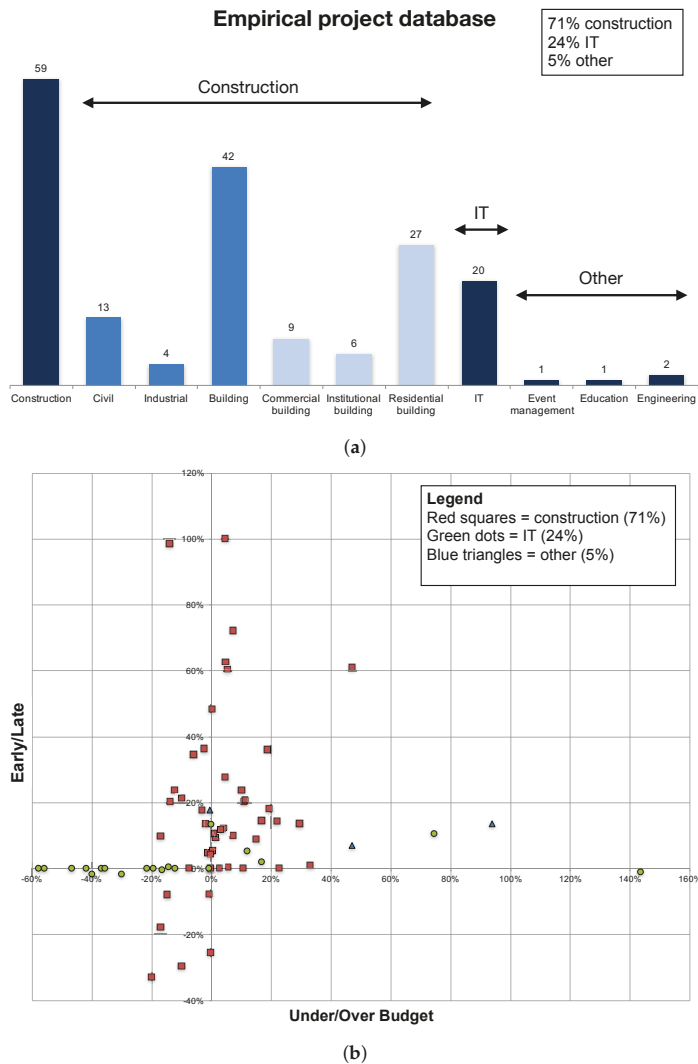 Empirical project database
71% construction
24% IT
5% other
59
Construction
42
IT
27
20
Other
13
9
6
4
1
1
2
Construction
Civil
Industrial
Building
Commercial building
Institutional building
Residential building
IT
Event management
Education
Engineering
(a)
120%
Legend
Red squares = construction (71%)
Green dots = IT (24%)
Blue triangles = other (5%)
100%
80%
60%
40%
20%
0%
-60%
-40%
-20%
0%
20%
40%
60%
80%
100%
120%
140%
160%
-20%
-40%
Early/Late
Under/Over Budget
(b)